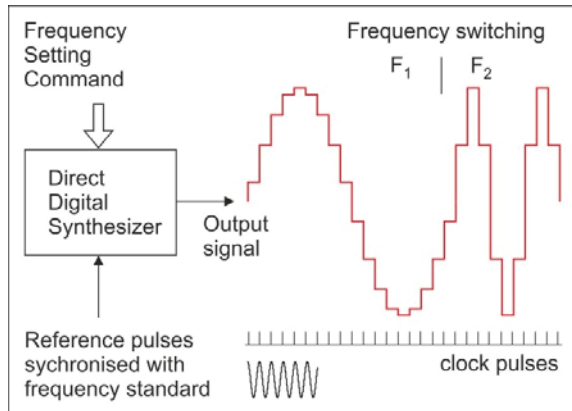 Frequency
Setting
Command
Frequency switching
F₁
F₂
Direct
Digital
Synthesizer
Output
signal
Reference pulses
sychronised with
frequency standard
clock pulses